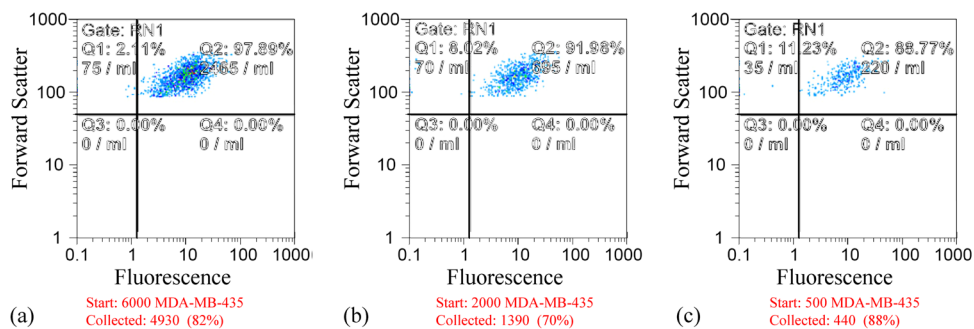 Forward Scatter
1000
100
10
1
Gate: RN1
Q1: 2.11% Q2: 97.89%
75 / ml 2465 / ml
Q3: 0.00% Q4: 0.00%
0 / ml 0 / ml
0.1 1 10 100 1000
Fluorescence
(a)
Start: 6000 MDA-MB-435
Collected: 4930 (82%)
Forward Scatter
1000
100
10
1
Gate: RN1
Q1: 8.02% Q2: 91.98%
70 / ml 695 / ml
Q3: 0.00% Q4: 0.00%
0 / ml 0 / ml
0.1 1 10 100 1000
Fluorescence
(b)
Start: 2000 MDA-MB-435
Collected: 1390 (70%)
Forward Scatter
1000
100
10
1
Gate: RN1
Q1: 11.23% Q2: 88.77%
35 / ml 220 / ml
Q3: 0.00% Q4: 0.00%
0 / ml 0 / ml
0.1 1 10 100 1000
Fluorescence
(c)
Start: 500 MDA-MB-435
Collected: 440 (88%)